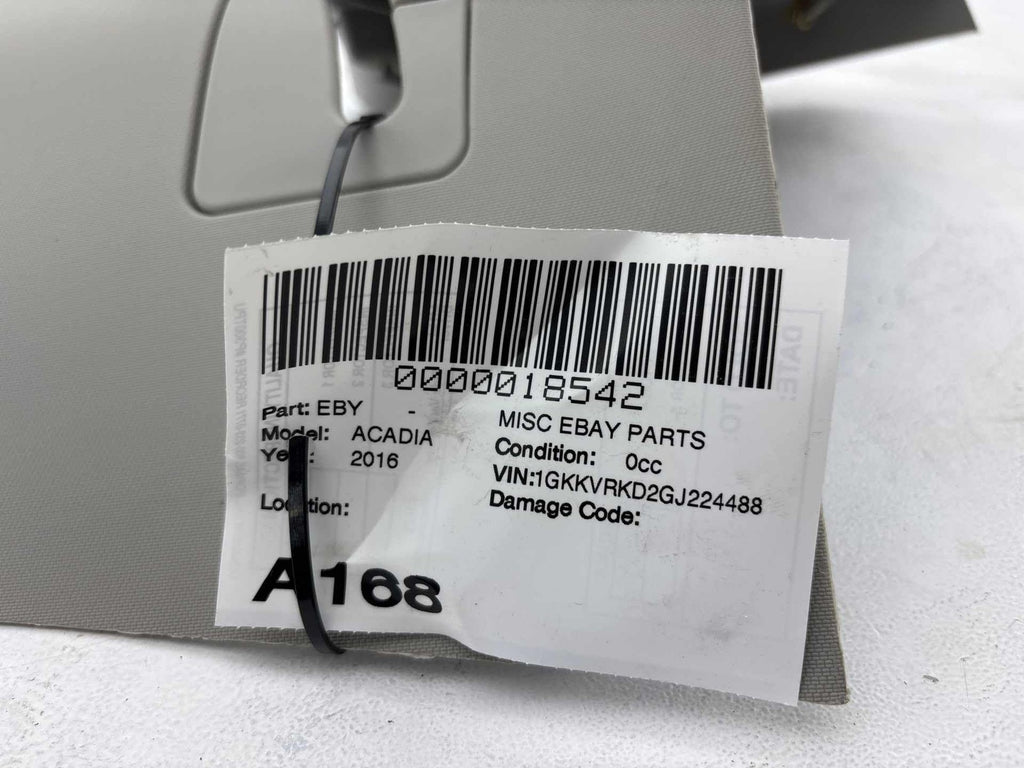 0000018542
Part: EBY -
MISC EBAY PARTS
Model: ACADIA
Condition: 0cc
Year: 2016
VIN:1GKKVRKD2GJ224488
Location:
Damage Code:
A168